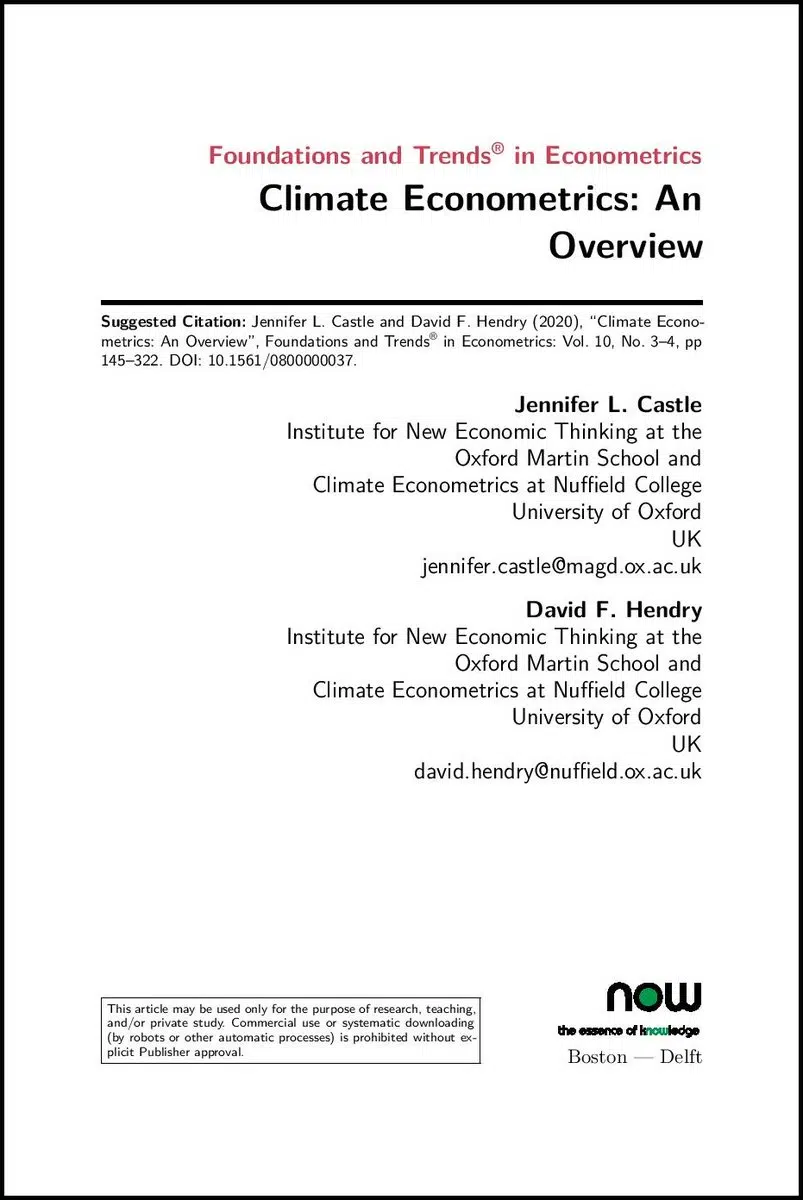 Foundations and Trends® in Econometrics
Climate Econometrics: An
Overview
Suggested Citation: Jennifer L. Castle and David F. Hendry (2020), “Climate Econo-
metrics: An Overview”, Foundations and Trends® in Econometrics: Vol. 10, No. 3–4, pp
145–322. DOI: 10.1561/0800000037.
Jennifer L. Castle
Institute for New Economic Thinking at the
Oxford Martin School and
Climate Econometrics at Nuffield College
University of Oxford
UK
jennifer.castle@magd.ox.ac.uk
David F. Hendry
Institute for New Economic Thinking at the
Oxford Martin School and
Climate Econometrics at Nuffield College
University of Oxford
UK
david.hendry@nuffield.ox.ac.uk
This article may be used only for the purpose of research, teaching,
and/or private study. Commercial use or systematic downloading
(by robots or other automatic processes) is prohibited without ex-
plicit Publisher approval.
now
the essence of knowledge
Boston — Delft